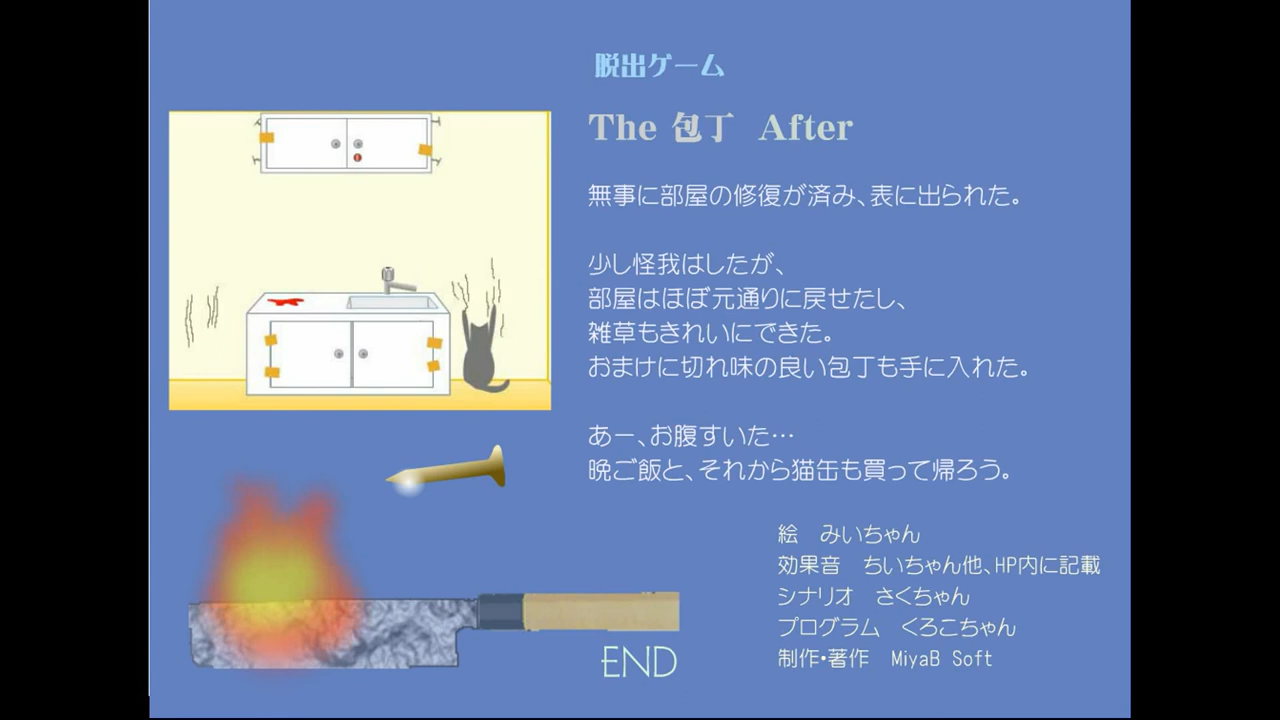 脱出ゲーム
The 包丁 After
無事に部屋の修復が済み、表に出られた。
少し怪我はしたが、
部屋はほぼ元通りに戻せたし、
雑草もきれいにできた。
おまけに切れ味の良い包丁も手に入れた。
あー、お腹すいた…
晩ご飯と、それから猫缶も買って帰ろう。
絵 みいちゃん
効果音 ちいちゃん他、HP内に記載
シナリオ さくちゃん
プログラム くろこちゃん
制作・著作 MiyaB Soft
END